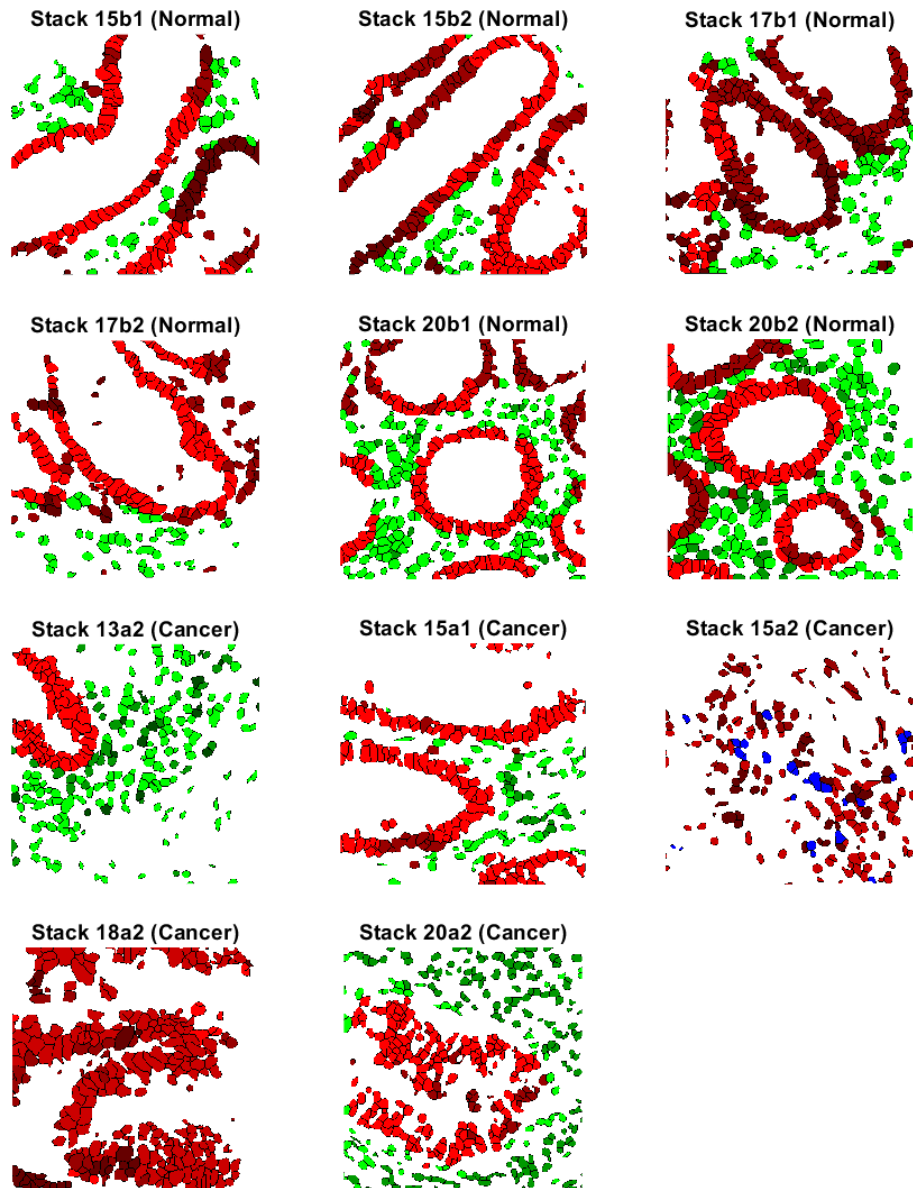 Stack 15b1 (Normal)
Stack 15b2 (Normal)
Stack 17b1 (Normal)
Stack 17b2 (Normal)
Stack 20b1 (Normal)
Stack 20b2 (Normal)
Stack 13a2 (Cancer)
Stack 15a1 (Cancer)
Stack 15a2 (Cancer)
Stack 18a2 (Cancer)
Stack 20a2 (Cancer)